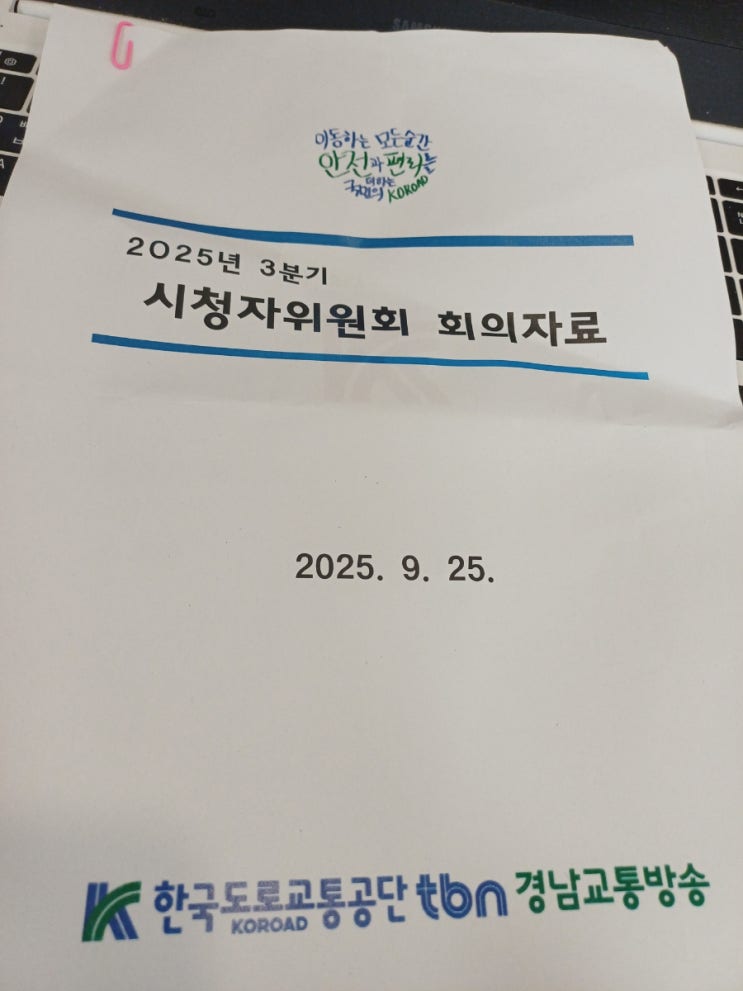 SAMSUNG
이동하는 모든순간
안전과 편리를
더하는
국민의 KOROAD
2025년 3분기
시청자위원회 회의자료
2025. 9. 25.
한국도로교통공단 tbn 경남교통방송
KOROAD